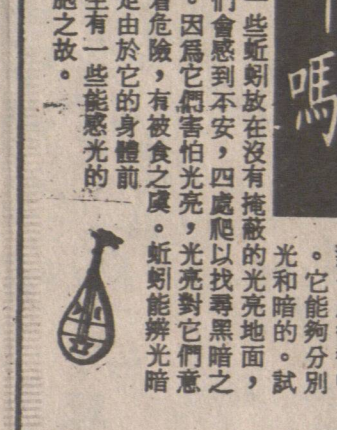 嗎
。它能夠分別
光和暗的。試
一些蚯蚓放在沒有掩蔽的光亮地面，
們會感到不安，四處爬以找尋黑暗之
。因爲它們害怕光亮，光亮對它們意
着危險，有被食之虞。蚯蚓能辨光暗
是由於它的身體前
生有一些能感光的
胞之故。